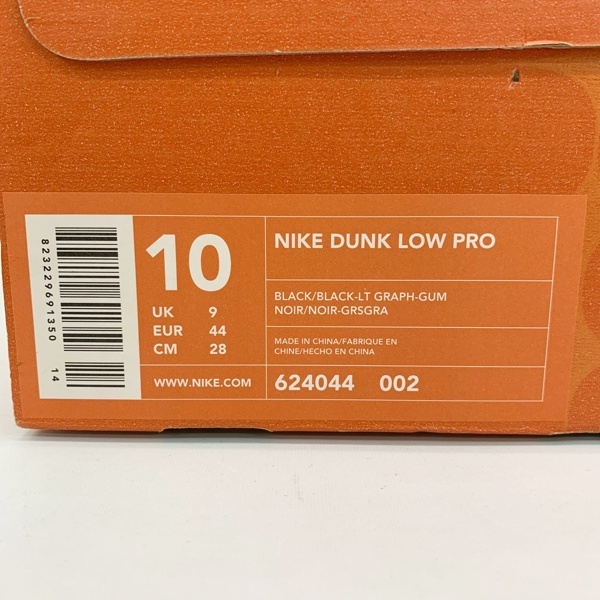 823229691350
14
10
UK 9
EUR 44
CM 28
WWW.NIKE.COM
NIKE DUNK LOW PRO
BLACK/BLACK-LT GRAPH-GUM
NOIR/NOIR-GRSGRA
MADE IN CHINA/FABRIQUE EN
CHINE/HECHO EN CHINA
624044 002